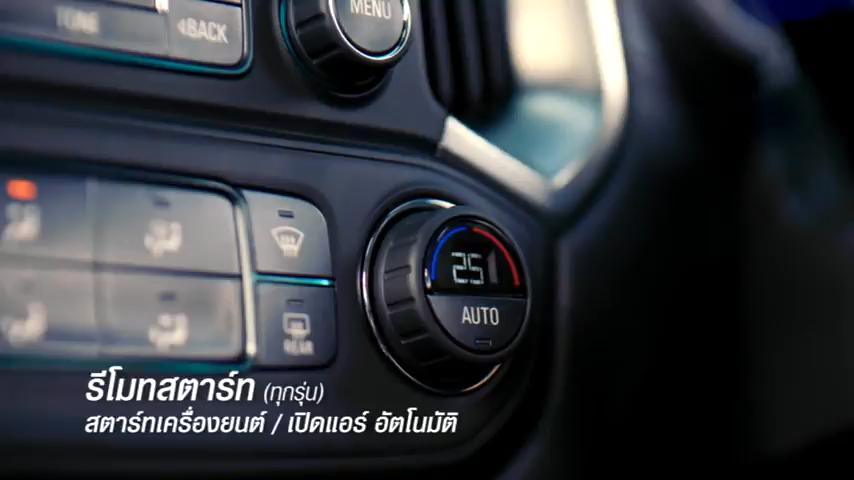 TONE
BACK
MENU
25
AUTO
REAR
รีโมทสตาร์ท (ทุกรุ่น)
สตาร์ทเครื่องยนต์ / เปิดแอร์ อัตโนมัติ